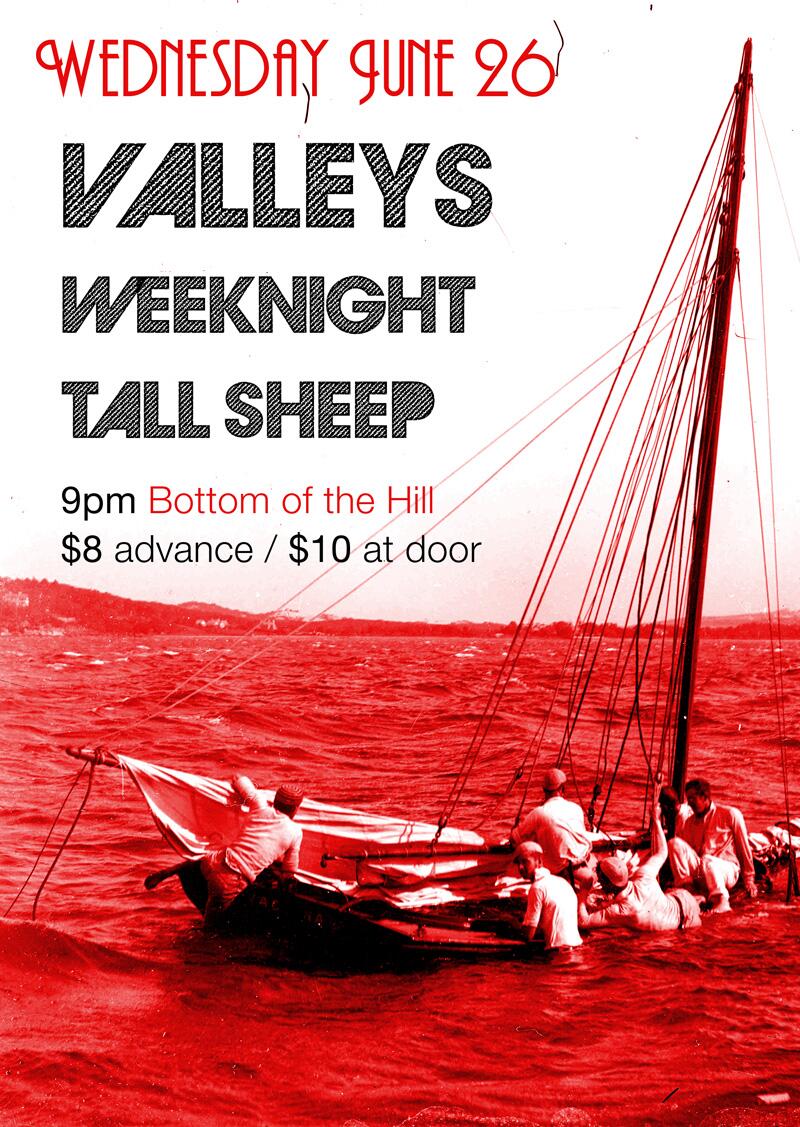 WEDNESDAY JUNE 26
VALLEYS
WEEKNIGHT
TALL SHEEP
9pm Bottom of the Hill
$8 advance / $10 at door